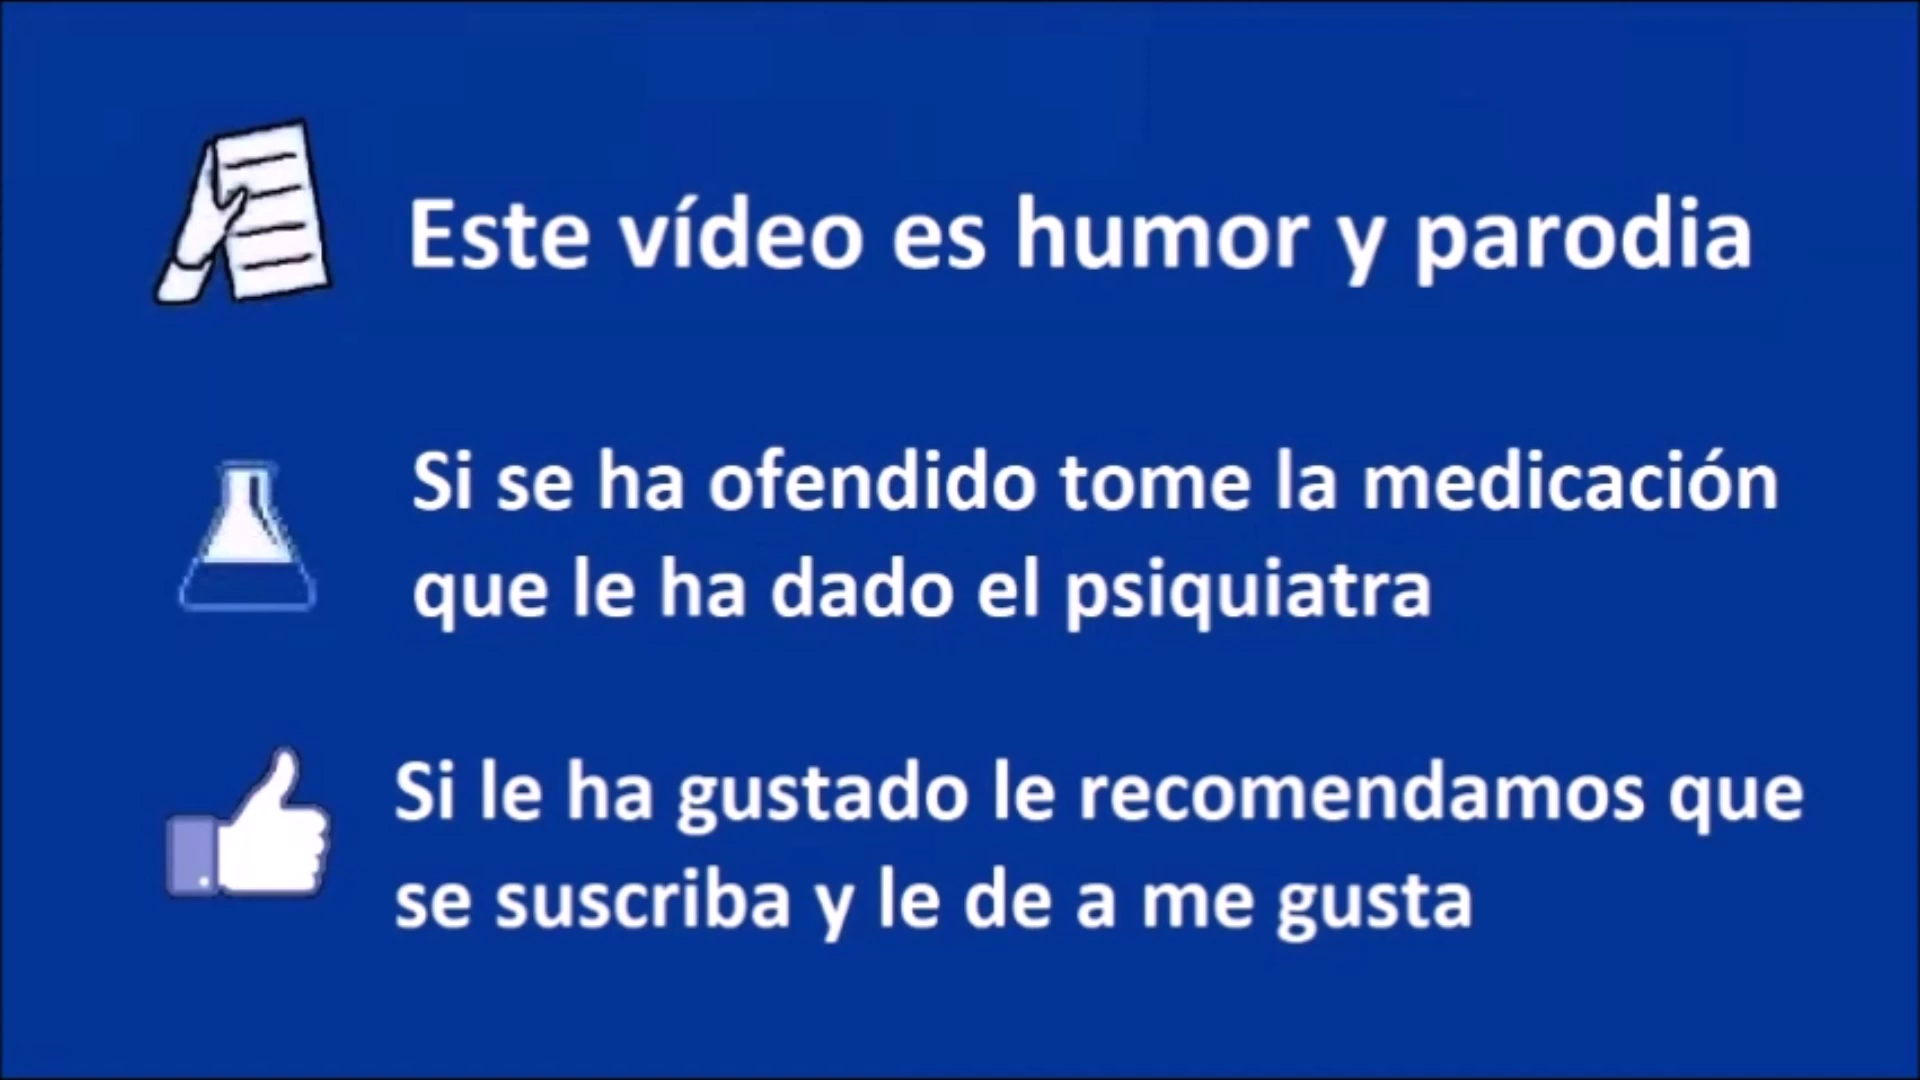 Este vídeo es humor y parodia
Si se ha ofendido tome la medicación
que le ha dado el psiquiatra
Si le ha gustado le recomendamos que
se suscriba y le de a me gusta